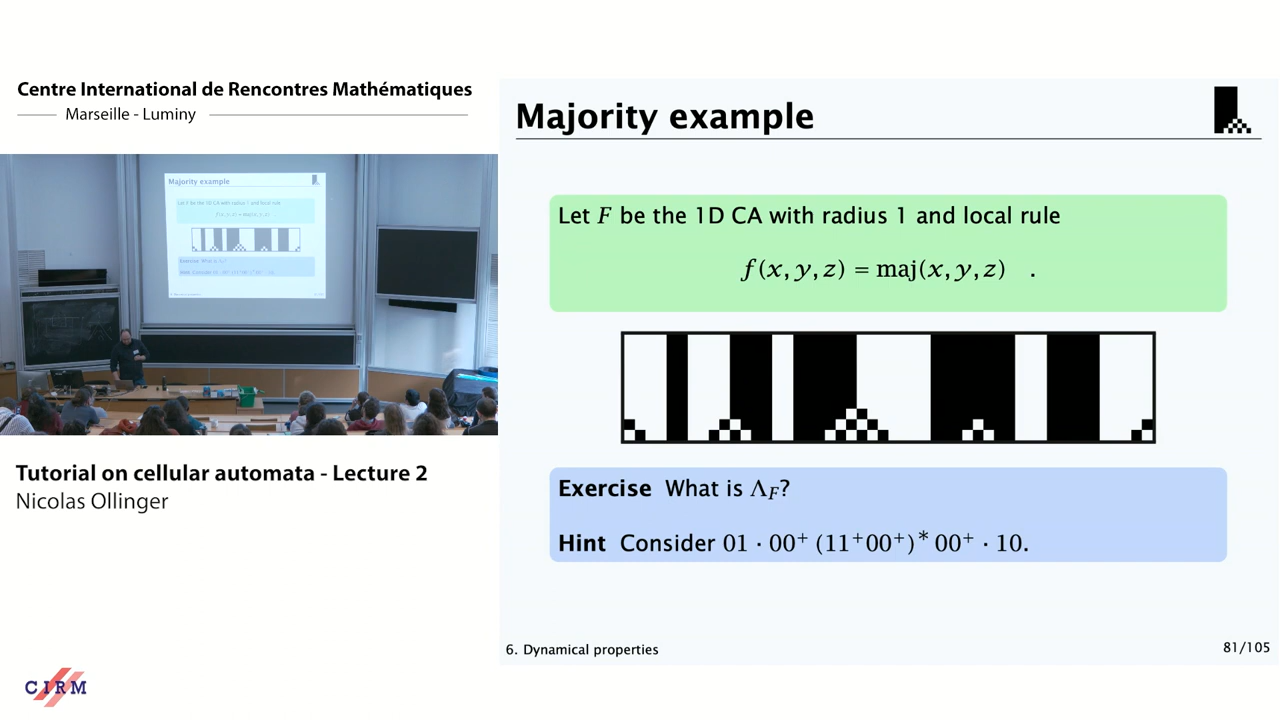 Centre International de Rencontres Mathématiques
Marseille - Luminy
Majority example
Let F be the 1D CA with radius 1 and local rule
f(x, y, z) = maj(x, y, z) .
Exercise What is Λ_F?
Hint Consider 01 · 00⁺ (11⁺00⁺)* 00⁺ · 10.
6. Dynamical properties
81/105
Majority example
Tutorial on cellular automata - Lecture 2
Nicolas Ollinger
CIRM